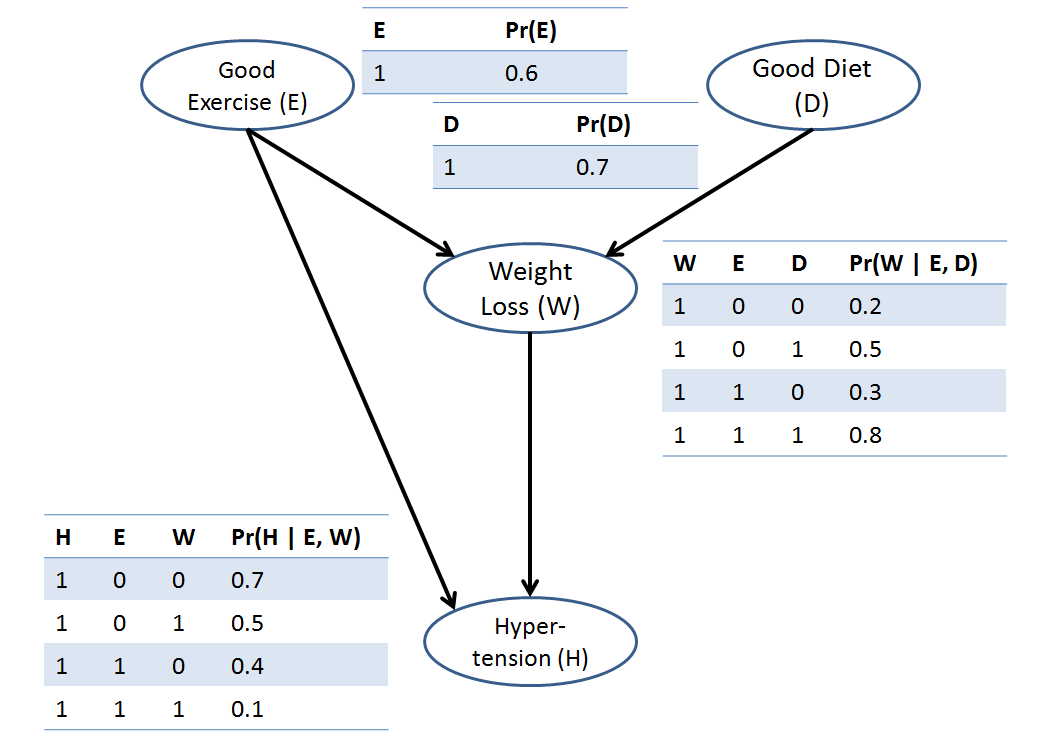 Good
Exercise (E)
E Pr(E)
1 0.6
Good Diet
(D)
D Pr(D)
1 0.7
Weight
Loss (W)
W E D Pr(W | E, D)
1 0 0 0.2
1 0 1 0.5
1 1 0 0.3
1 1 1 0.8
H E W Pr(H | E, W)
1 0 0 0.7
1 0 1 0.5
1 1 0 0.4
1 1 1 0.1
Hyper-
tension (H)